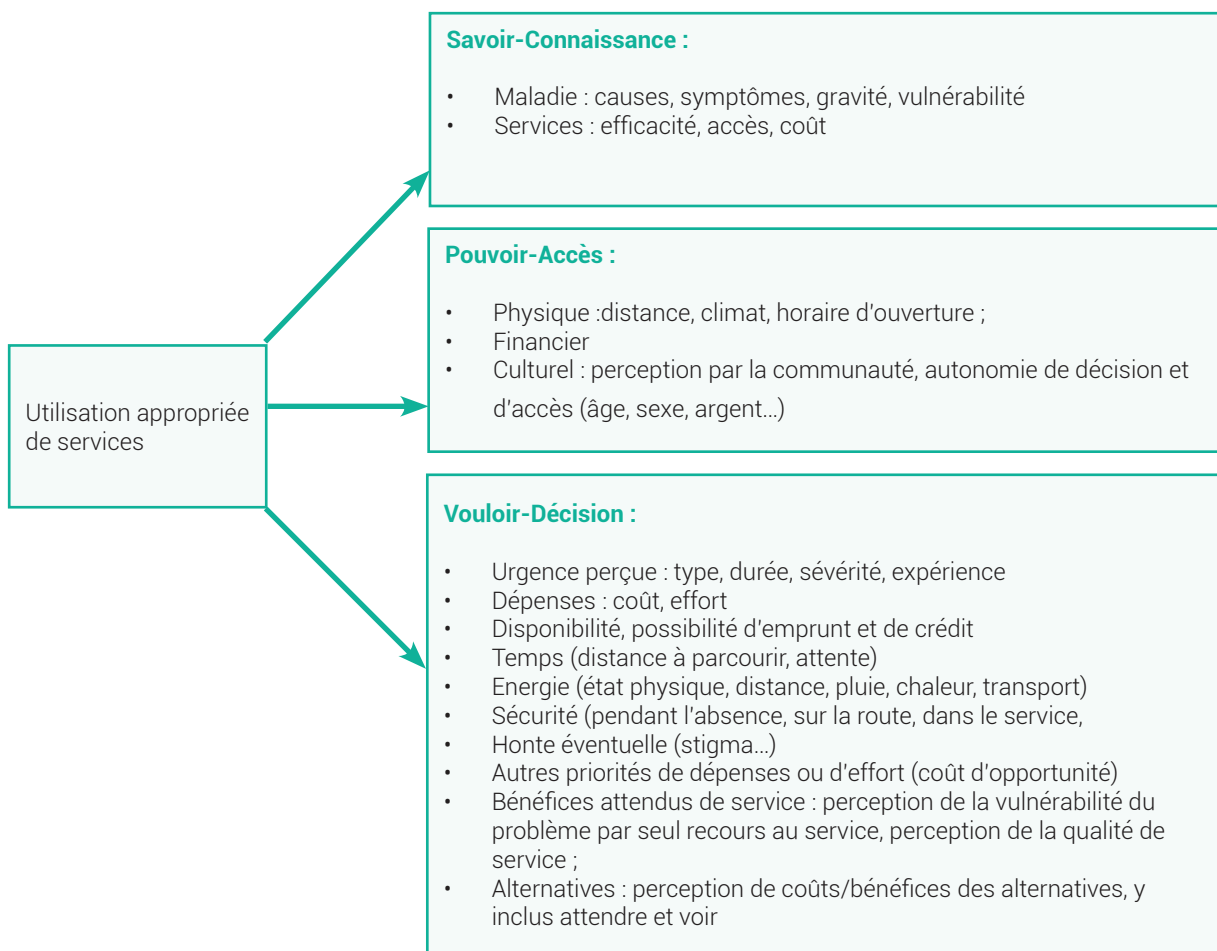 Savoir-Connaissance :
• Maladie : causes, symptômes, gravité, vulnérabilité
• Services : efficacité, accès, coût
Pouvoir-Accès :
• Physique :distance, climat, horaire d'ouverture ;
• Financier
• Culturel : perception par la communauté, autonomie de décision et
d'accès (âge, sexe, argent...)
Utilisation appropriée
de services
Vouloir-Décision :
• Urgence perçue : type, durée, sévérité, expérience
• Dépenses : coût, effort
• Disponibilité, possibilité d'emprunt et de crédit
• Temps (distance à parcourir, attente)
• Energie (état physique, distance, pluie, chaleur, transport)
• Sécurité (pendant l'absence, sur la route, dans le service,
• Honte éventuelle (stigma...)
• Autres priorités de dépenses ou d'effort (coût d'opportunité)
• Bénéfices attendus de service : perception de la vulnérabilité du
problème par seul recours au service, perception de la qualité de
service ;
• Alternatives : perception de coûts/bénéfices des alternatives, y
inclus attendre et voir